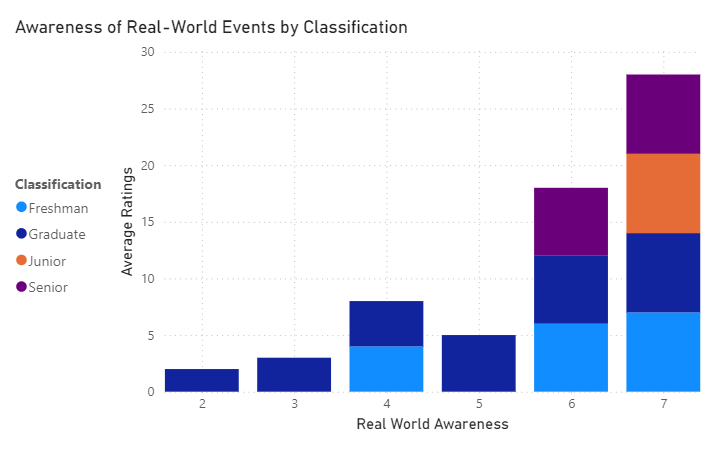 Awareness of Real-World Events by Classification
30
25
20
15
10
5
0
Average Ratings
Classification
Freshman
Graduate
Junior
Senior
2 3 4 5 6 7
Real World Awareness